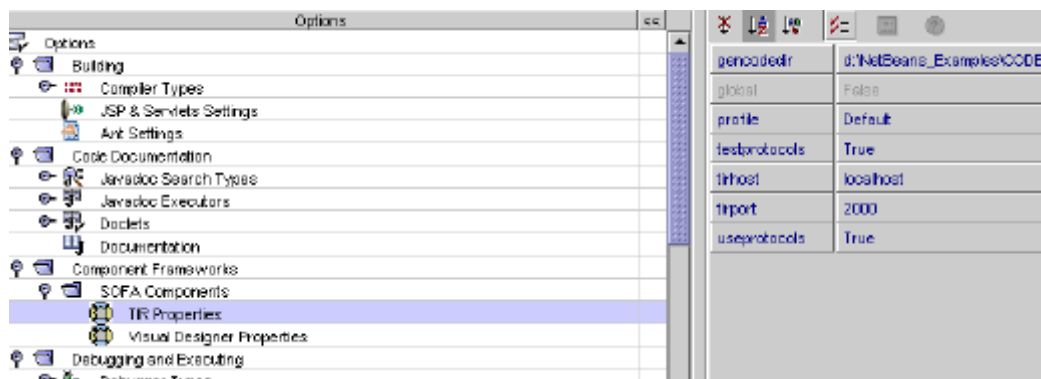 Options <<
Options
Building
Compiler Types
JSP & Servlets Settings
Ant Settings
Code Documentation
Javadoc Search Types
Javadoc Executors
Doclets
Documentation
Component Frameworks
SOFA Components
TIR Properties
Visual Designer Properties
Debugging and Executing
Debugger Types
gencodedir d:\NetBeans_Examples\CODE
global False
profile Default
testprotocols True
tirhost localhost
tirport 2000
useprotocols True